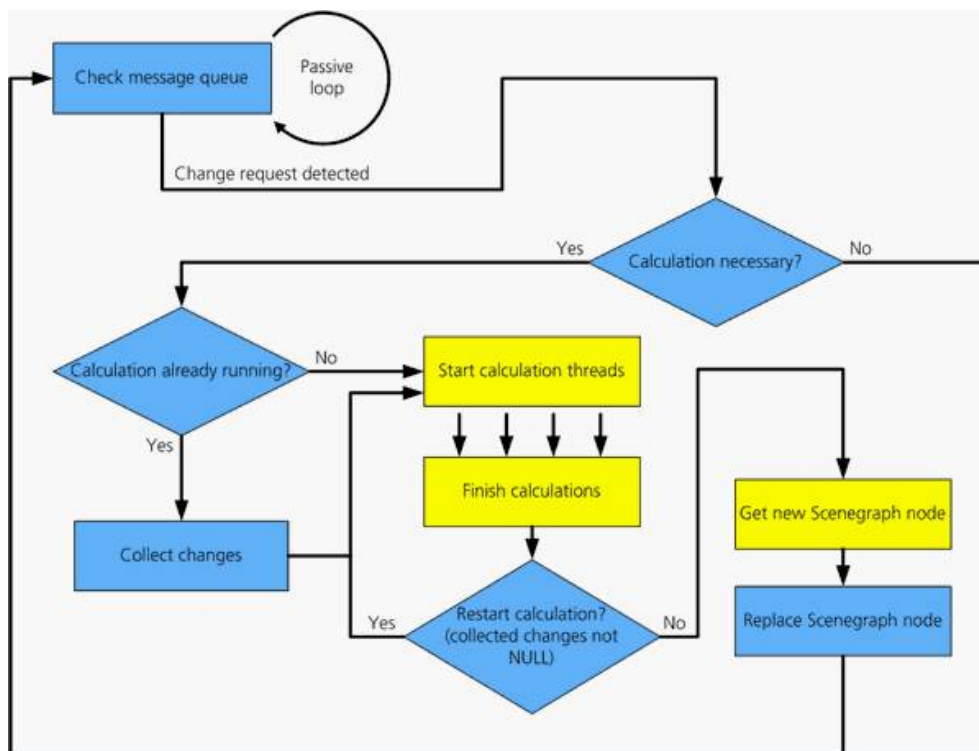 Check message queue
Passive
loop
Change request detected
Yes
Calculation necessary?
No
Calculation already running?
No
Start calculation threads
Yes
Finish calculations
Get new Scenegraph node
Collect changes
Yes
Restart calculation?
(collected changes not
NULL)
No
Replace Scenegraph node